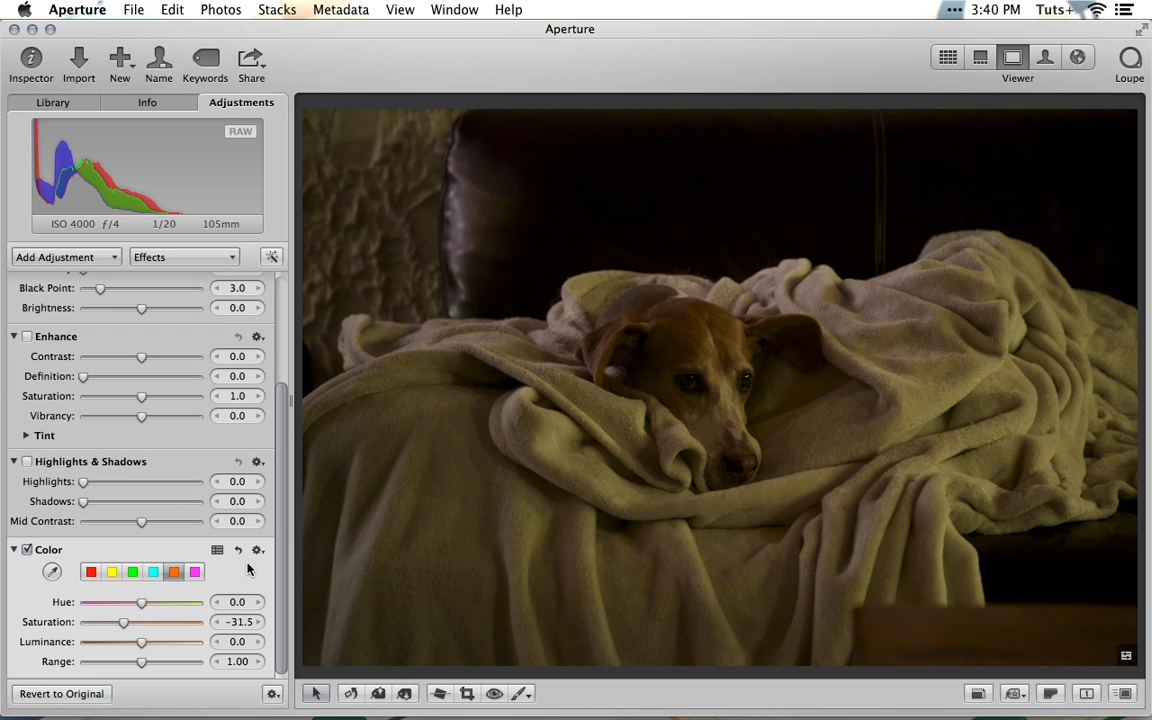 Aperture File Edit Photos Stacks Metadata View Window Help 3:40 PM Tuts+
Aperture
Inspector Import New Name Keywords Share Viewer Loupe
Library Info Adjustments
RAW
ISO 4000 ƒ/4 1/20 105mm
Add Adjustment Effects
Black Point: 3.0
Brightness: 0.0
Enhance
Contrast: 0.0
Definition: 0.0
Saturation: 1.0
Vibrancy: 0.0
Tint
Highlights & Shadows
Highlights: 0.0
Shadows: 0.0
Mid Contrast: 0.0
Color
Hue: 0.0
Saturation: −31.5
Luminance: 0.0
Range: 1.00
Revert to Original
1